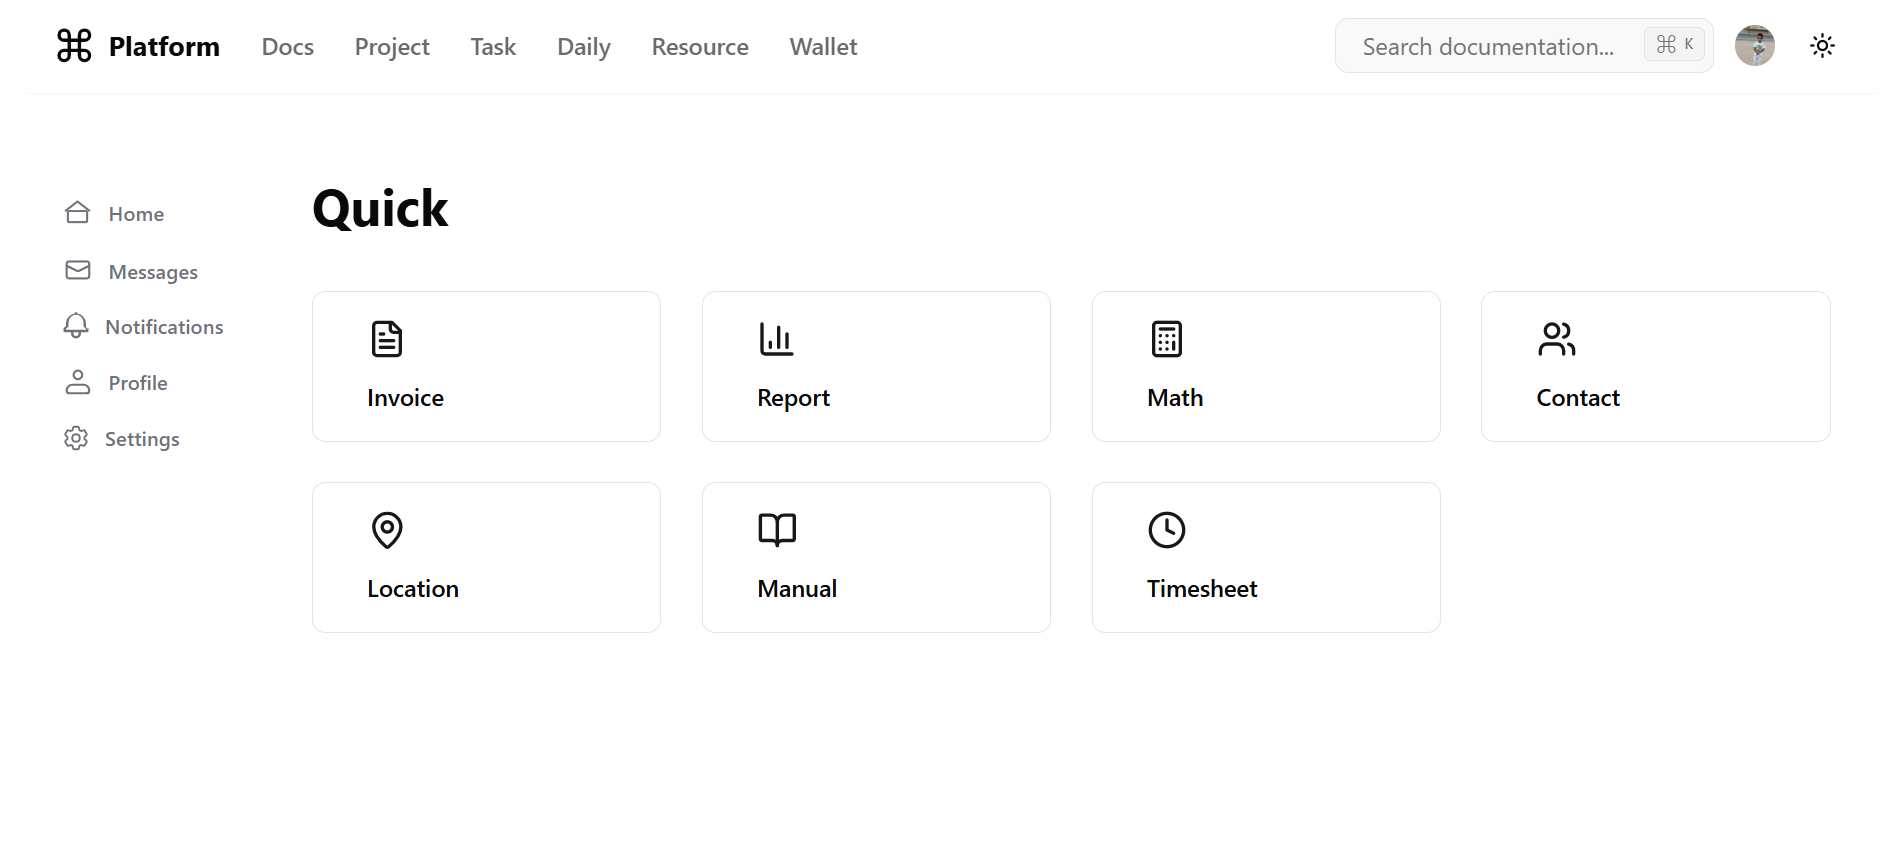 Platform Docs Project Task Daily Resource Wallet Search documentation... ⌘ K
Quick
Home
Messages
Notifications
Profile
Settings
Invoice Report Math Contact
Location Manual Timesheet